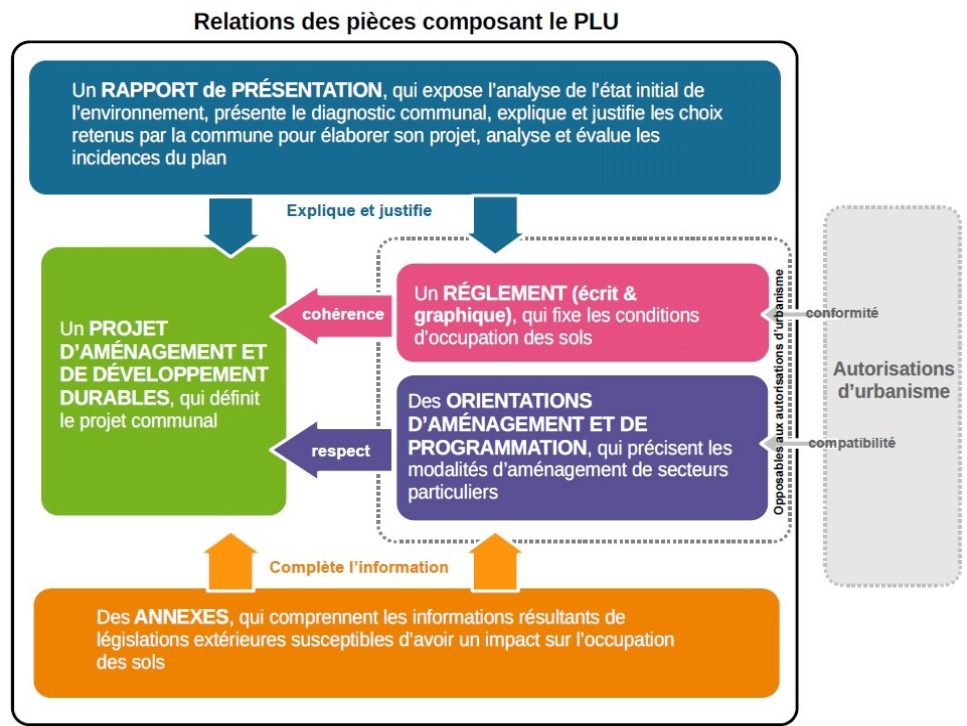 Relations des pièces composant le PLU
Un RAPPORT de PRÉSENTATION, qui expose l'analyse de l'état initial de
l'environnement, présente le diagnostic communal, explique et justifie les choix
retenus par la commune pour élaborer son projet, analyse et évalue les
incidences du plan
Explique et justifie
Un PROJET
D'AMÉNAGEMENT ET
DE DÉVELOPPEMENT
DURABLES, qui définit
le projet communal
cohérence
Un RÉGLEMENT (écrit &
graphique), qui fixe les conditions
d'occupation des sols
respect
Des ORIENTATIONS
D'AMÉNAGEMENT ET DE
PROGRAMMATION, qui précisent les
modalités d'aménagement de secteurs
particuliers
Opposables aux autorisations d'urbanisme
conformité
Autorisations
d'urbanisme
compatibilité
Complète l'information
Des ANNEXES, qui comprennent les informations résultants de
législations extérieures susceptibles d'avoir un impact sur l'occupation
des sols